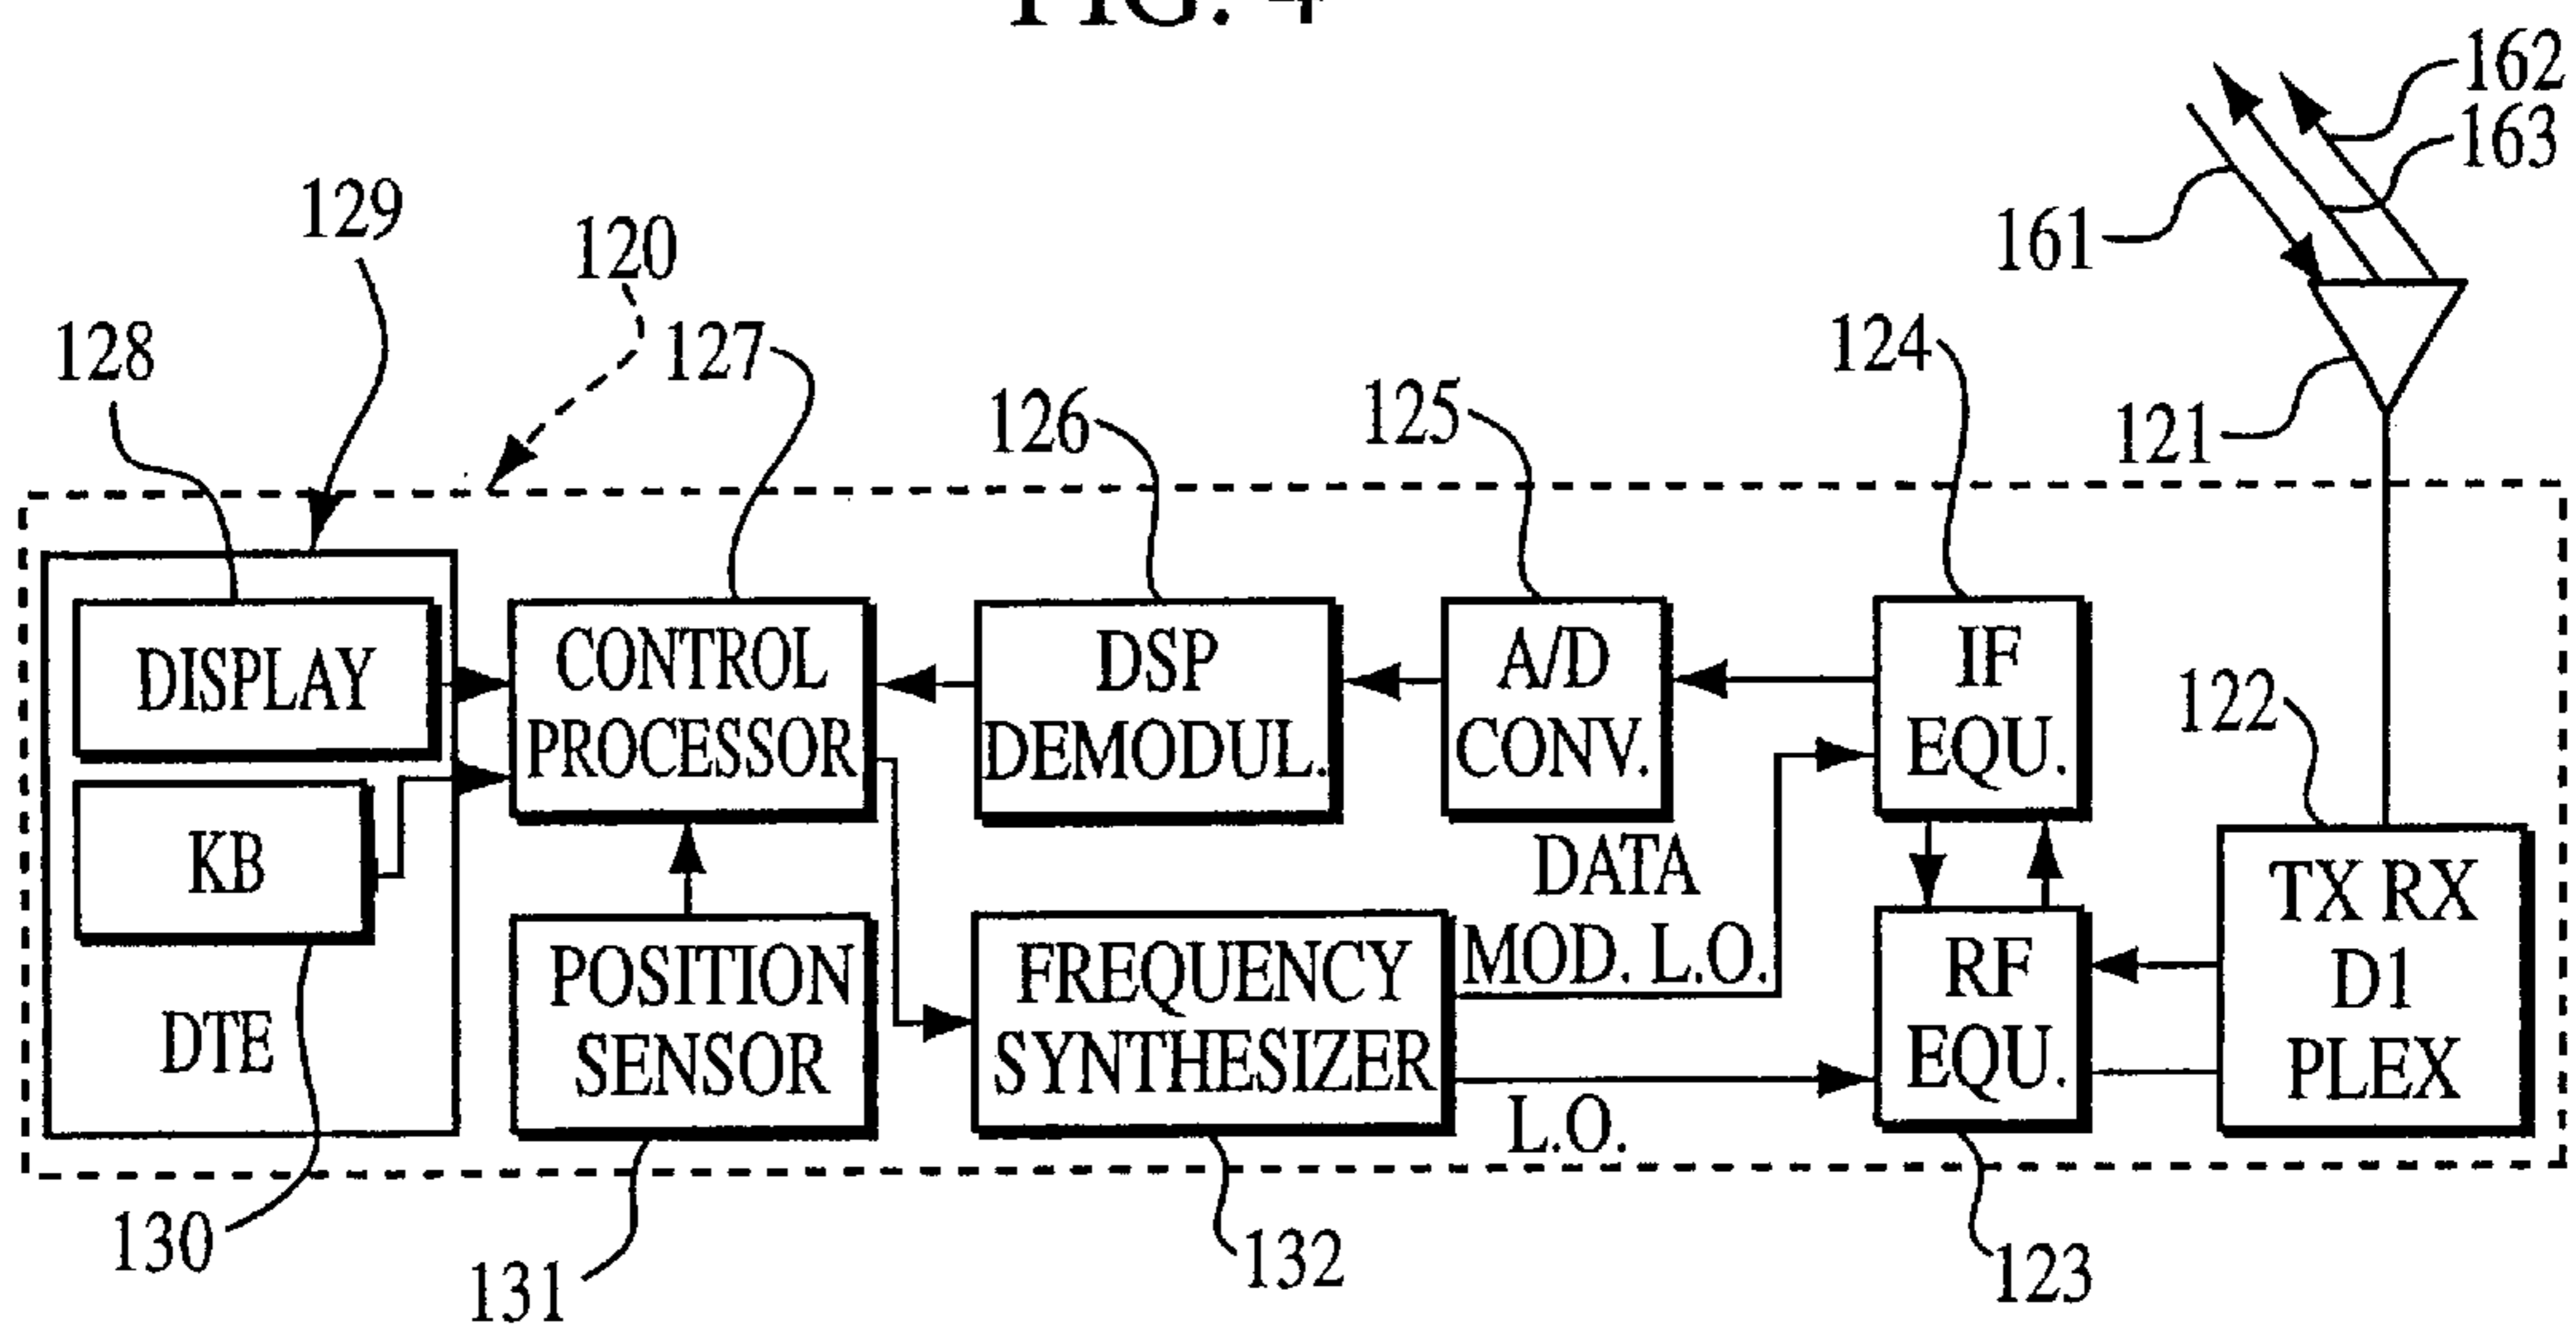 FIG. 4
162
163
161
129
120
128
127
124
126
125
121
122
DISPLAY
CONTROL
PROCESSOR
DSP
DEMODUL.
A/D
CONV.
IF
EQU.
KB
DTE
POSITION
SENSOR
FREQUENCY
SYNTHESIZER
DATA
MOD. L.O.
L.O.
RF
EQU.
TX RX
D1
PLEX
130
131
132
123